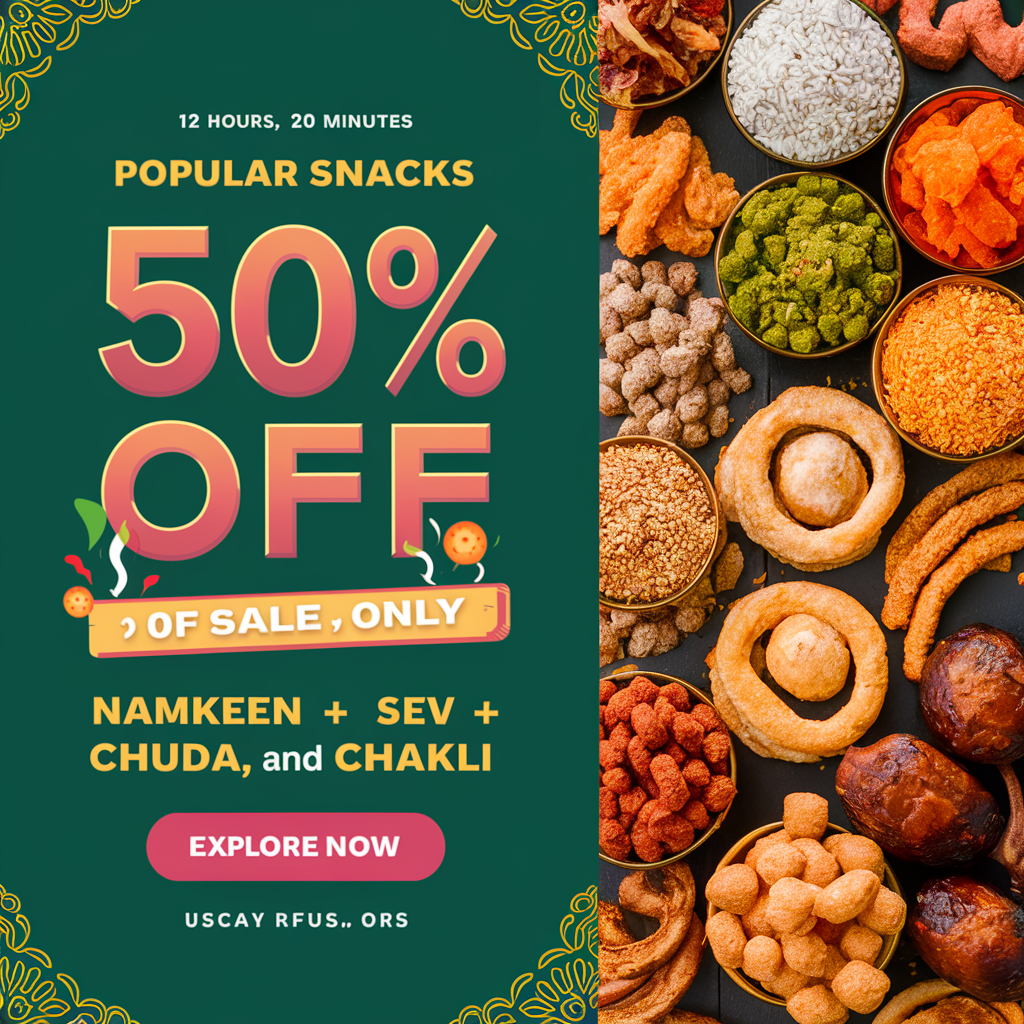 12 HOURS, 20 MINUTES
POPULAR SNACKS
50%
OFF
, OF SALE , ONLY
NAMKEEN + SEV +
CHUDA, and CHAKLI
EXPLORE NOW
USCAY RFUS.. ORS